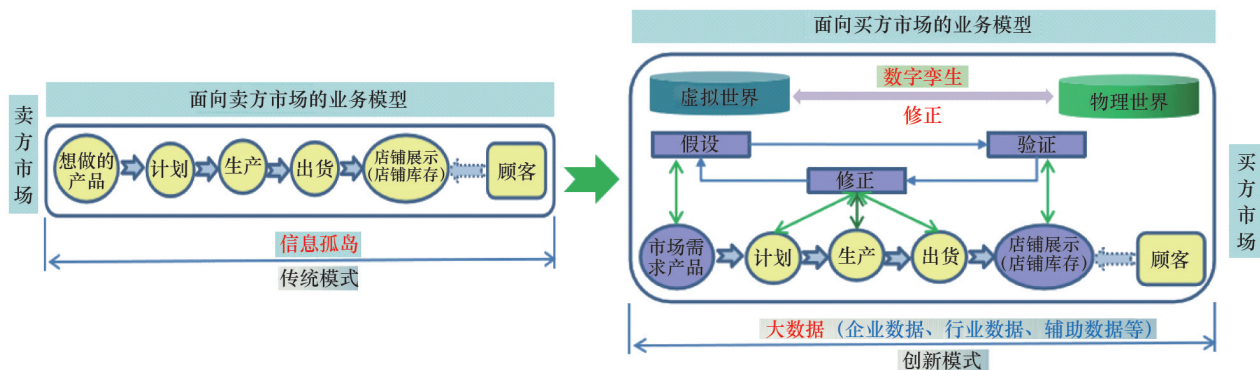 卖方市场
面向卖方市场的业务模型
想做的
产品
计划
生产
出货
店铺展示
(店铺库存)
顾客
信息孤岛
传统模式
面向买方市场的业务模型
虚拟世界
数字孪生
修正
物理世界
假设
验证
修正
市场需
求产品
计划
生产
出货
店铺展示
(店铺库存)
顾客
大数据（企业数据、行业数据、辅助数据等）
创新模式
买方市场